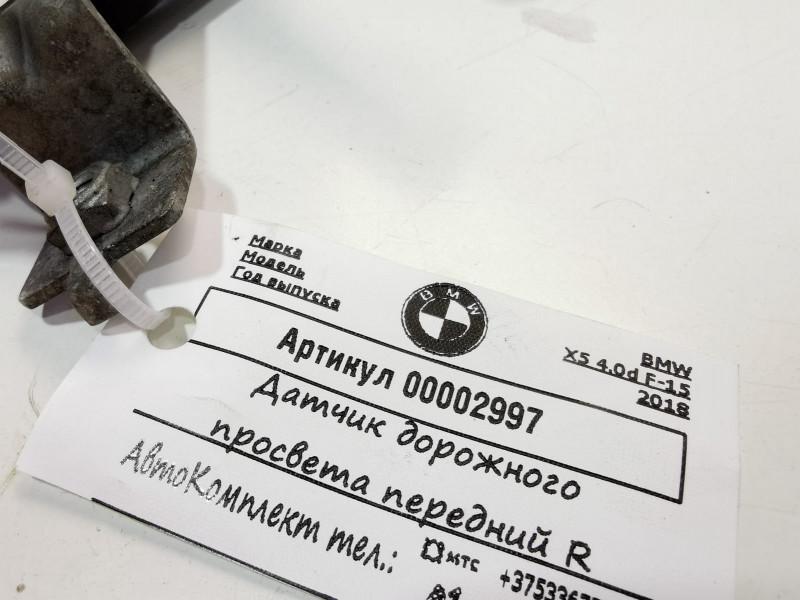 Марка
Модель
Год выпуска
BMW
BMW
X5 4.0d F-15
2018
Артикул 00002997
Датчик дорожного
просвета передний R
АвтоКомплект тел.:
мтс